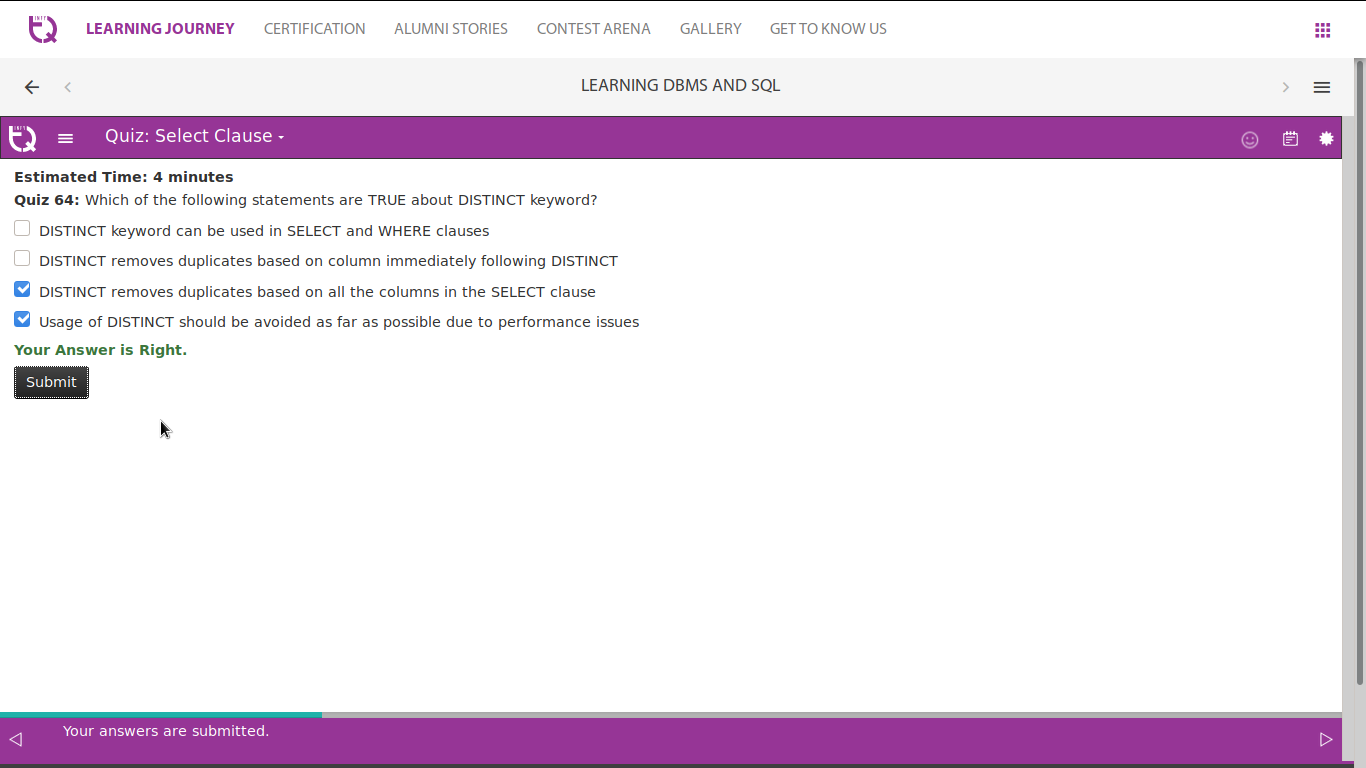 LEARNING JOURNEY CERTIFICATION ALUMNI STORIES CONTEST ARENA GALLERY GET TO KNOW US
LEARNING DBMS AND SQL
Quiz: Select Clause
Estimated Time: 4 minutes
Quiz 64: Which of the following statements are TRUE about DISTINCT keyword?
DISTINCT keyword can be used in SELECT and WHERE clauses
DISTINCT removes duplicates based on column immediately following DISTINCT
DISTINCT removes duplicates based on all the columns in the SELECT clause
Usage of DISTINCT should be avoided as far as possible due to performance issues
Your Answer is Right.
Submit
Your answers are submitted.